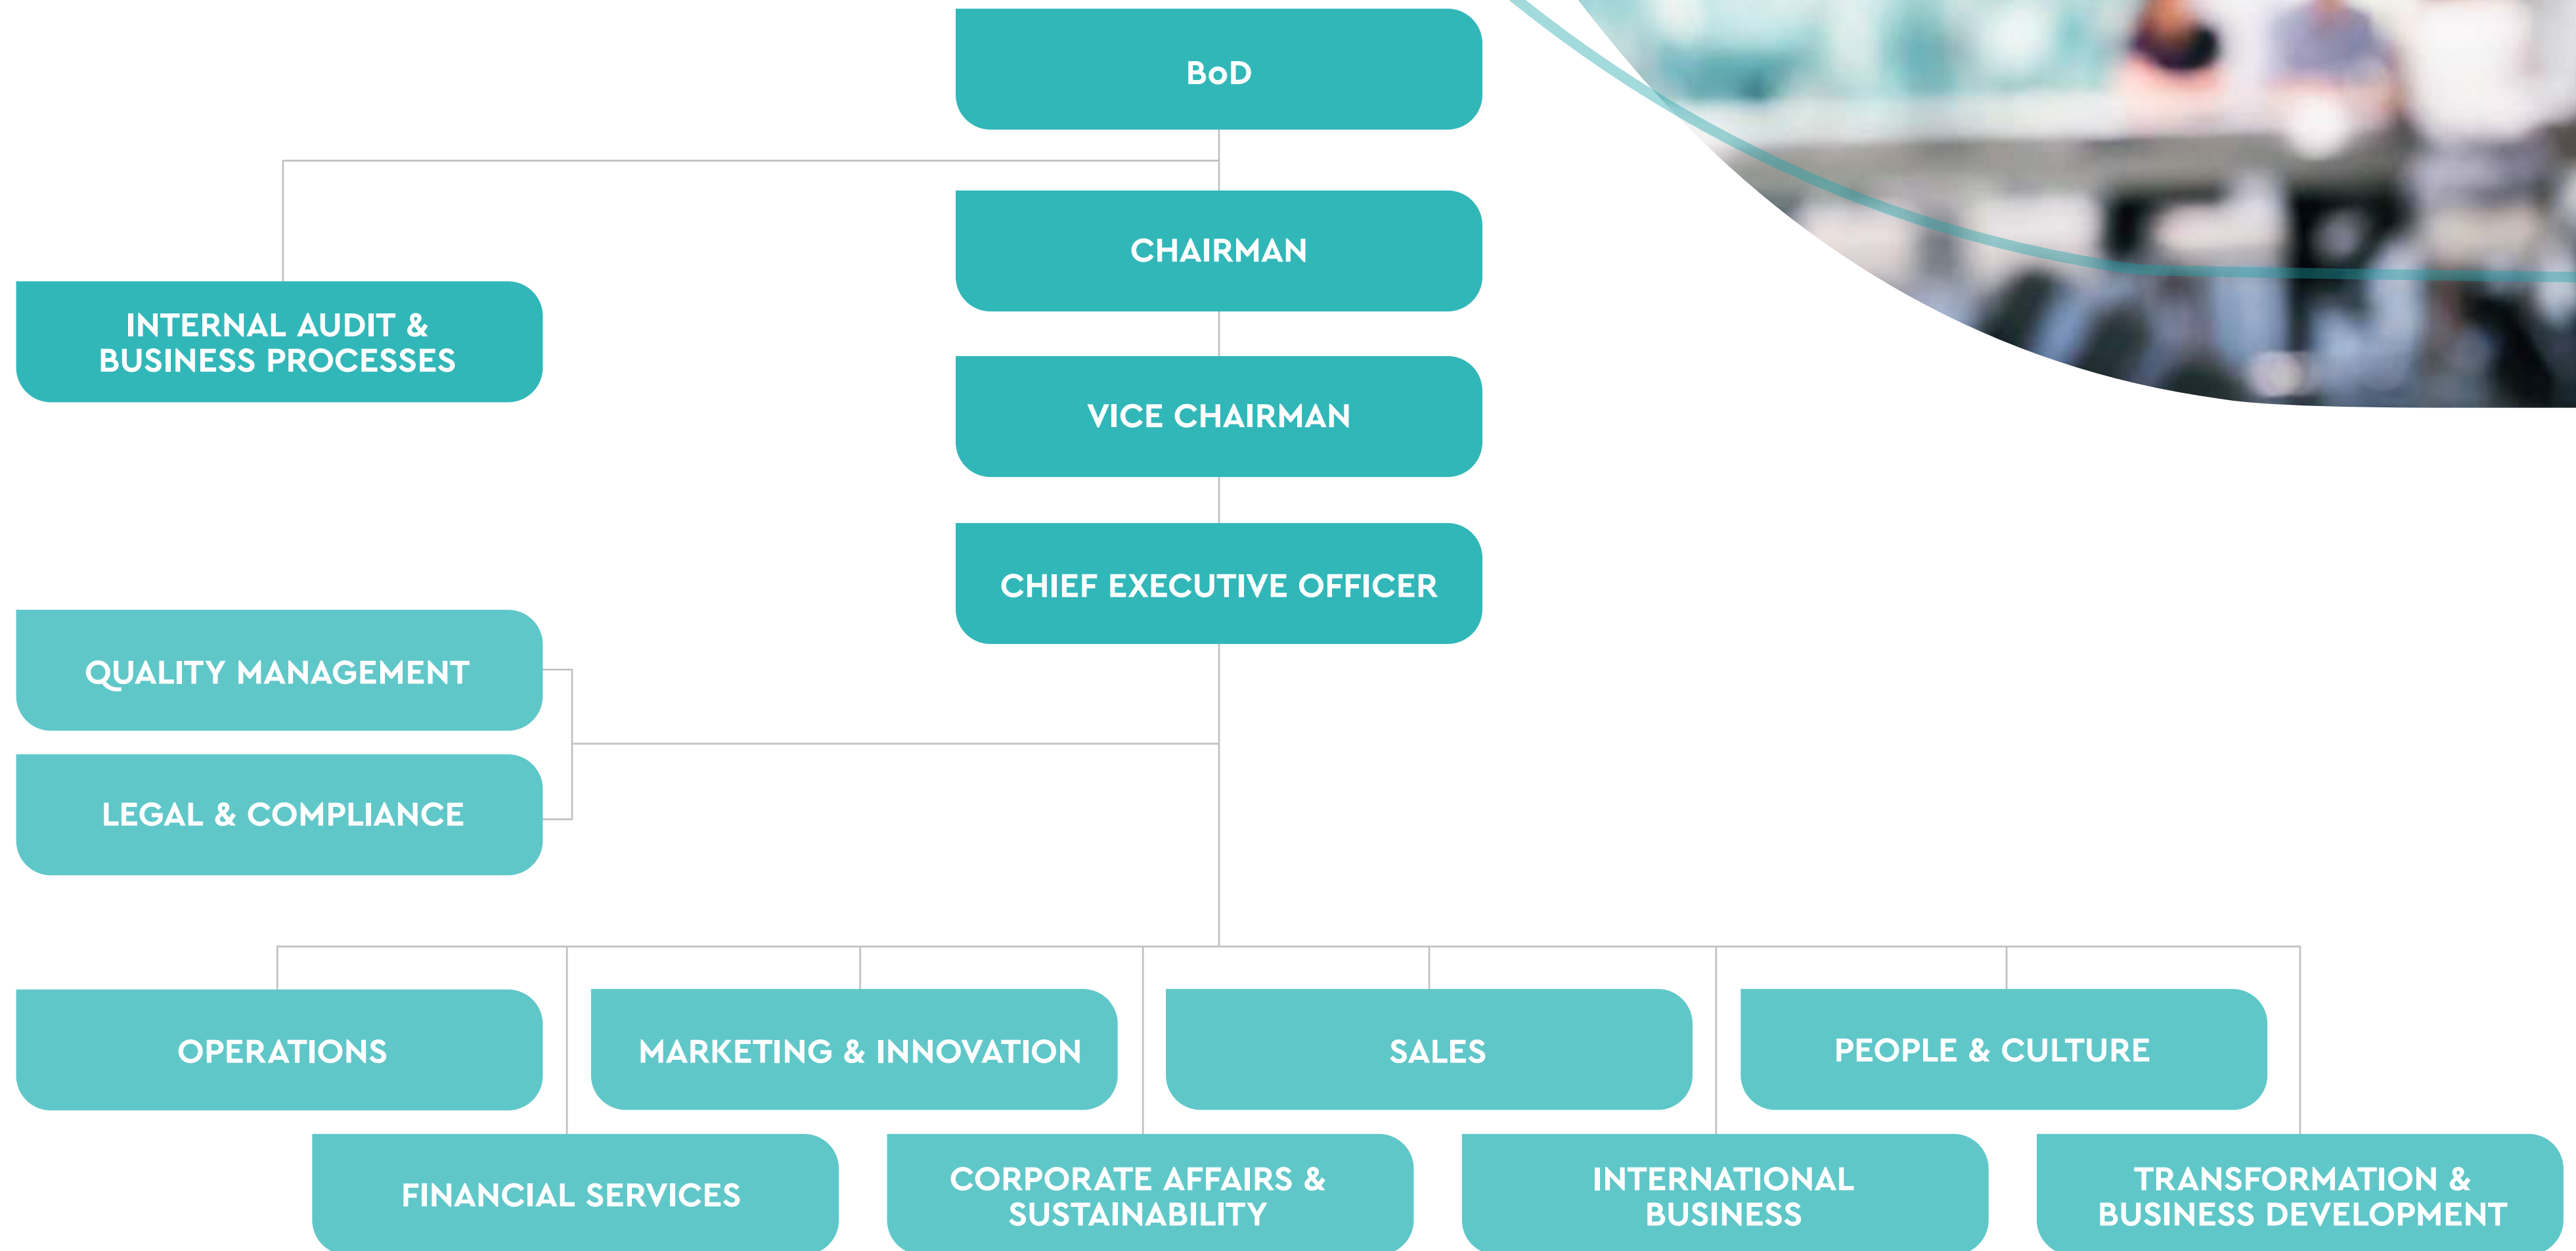 BoD
CHAIRMAN
INTERNAL AUDIT &
BUSINESS PROCESSES
VICE CHAIRMAN
CHIEF EXECUTIVE OFFICER
QUALITY MANAGEMENT
LEGAL & COMPLIANCE
OPERATIONS
MARKETING & INNOVATION
SALES
PEOPLE & CULTURE
FINANCIAL SERVICES
CORPORATE AFFAIRS &
SUSTAINABILITY
INTERNATIONAL
BUSINESS
TRANSFORMATION &
BUSINESS DEVELOPMENT